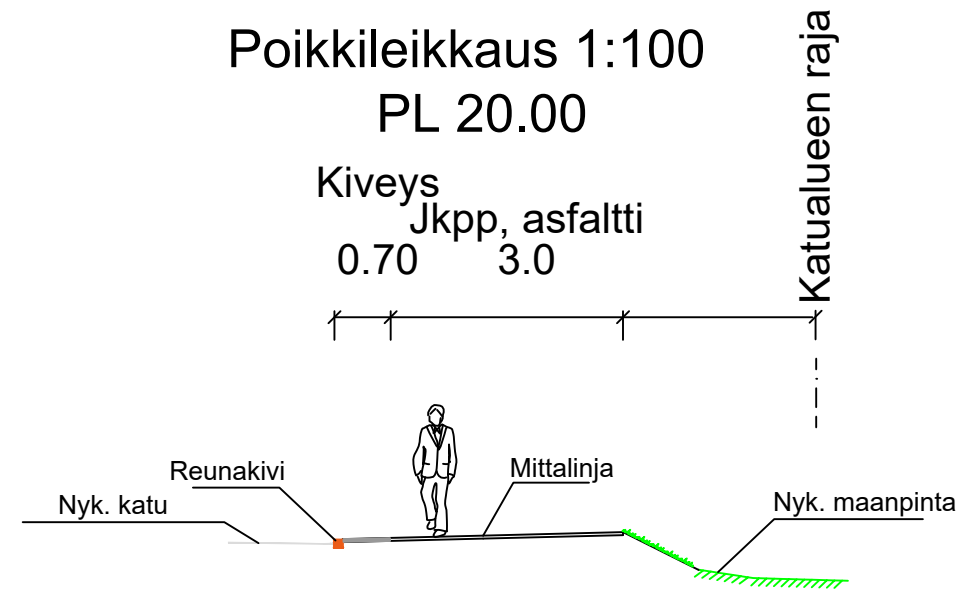 Poikkileikkaus 1:100
PL 20.00
Katualueen raja
Kiveys
Jkpp, asfaltti
0.70 3.0
Reunakivi
Mittalinja
Nyk. katu
Nyk. maanpinta